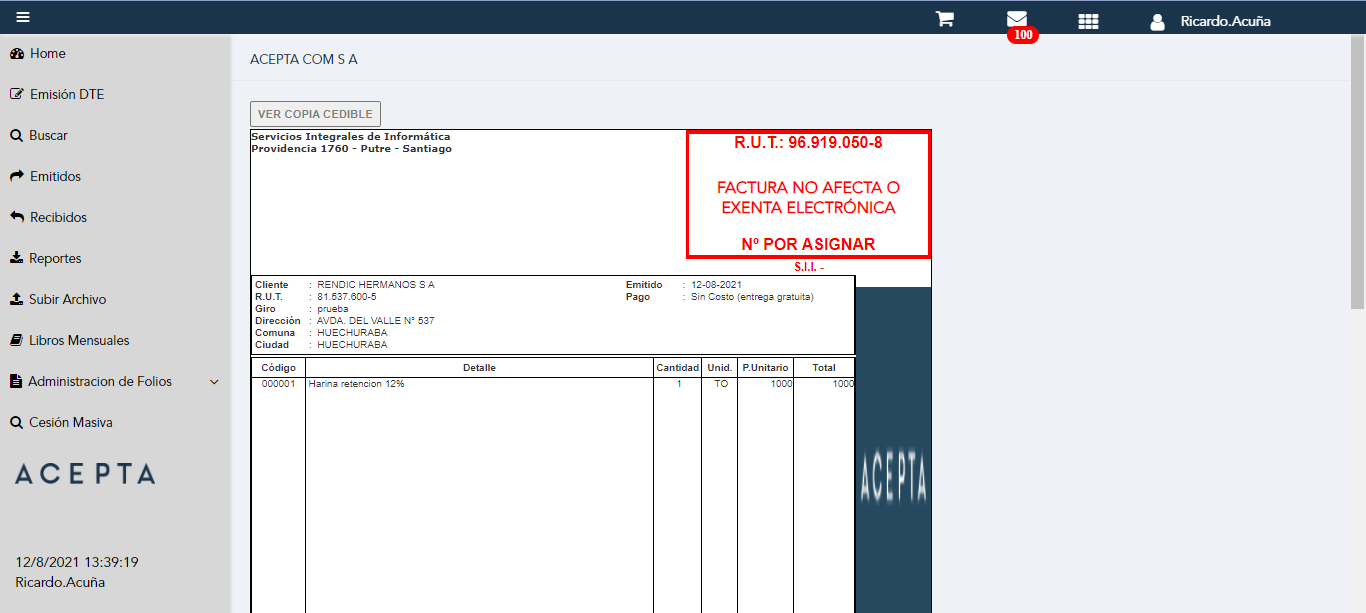 Ricardo.Acuña
100
Home
Emisión DTE
Buscar
Emitidos
Recibidos
Reportes
Subir Archivo
Libros Mensuales
Administracion de Folios
Cesión Masiva
ACEPTA
12/8/2021 13:39:19
Ricardo.Acuña
ACEPTA COM S A
VER COPIA CEDIBLE
Servicios Integrales de Informática
Providencia 1760 - Putre - Santiago
R.U.T.: 96.919.050-8
FACTURA NO AFECTA O
EXENTA ELECTRÓNICA
Nº POR ASIGNAR
S.I.I. -
Cliente : RENDIC HERMANOS S A Emitido : 12-08-2021
R.U.T. : 81.537.600-5 Pago : Sin Costo (entrega gratuita)
Giro : prueba
Dirección : AVDA. DEL VALLE N° 537
Comuna : HUECHURABA
Ciudad : HUECHURABA
Código Detalle Cantidad Unid. P.Unitario Total
000001 Harina retencion 12% 1 TO 1000 1000
ACEPTA